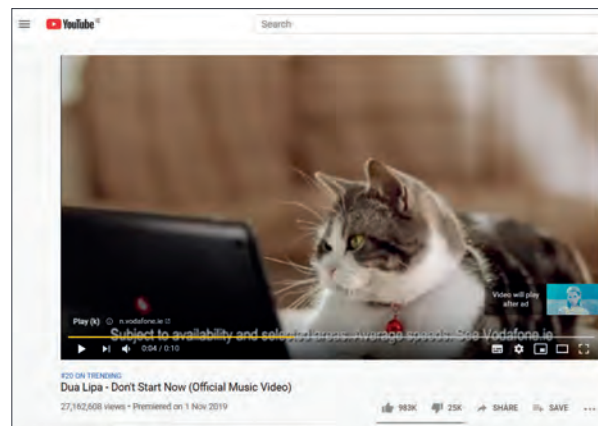 YouTube IE
Search
Video will play
after ad
Play (k) n.vodafone.ie
Subject to availability and selected areas. Average speeds. See Vodafone.ie
0:04 / 0:10
#20 ON TRENDING
Dua Lipa - Don't Start Now (Official Music Video)
27,162,608 views • Premiered on 1 Nov 2019
983K 25K SHARE SAVE